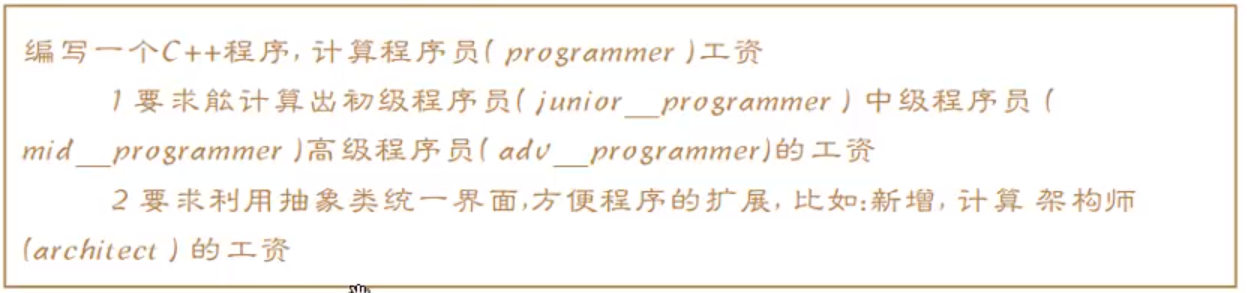 编写一个C++程序,计算程序员( programmer )工资
1 要求能计算出初级程序员( junior__programmer ) 中级程序员 (
mid__programmer )高级程序员( adv__programmer)的工资
2 要求利用抽象类统一界面,方便程序的扩展, 比如:新增, 计算 架构师
(architect ) 的工资